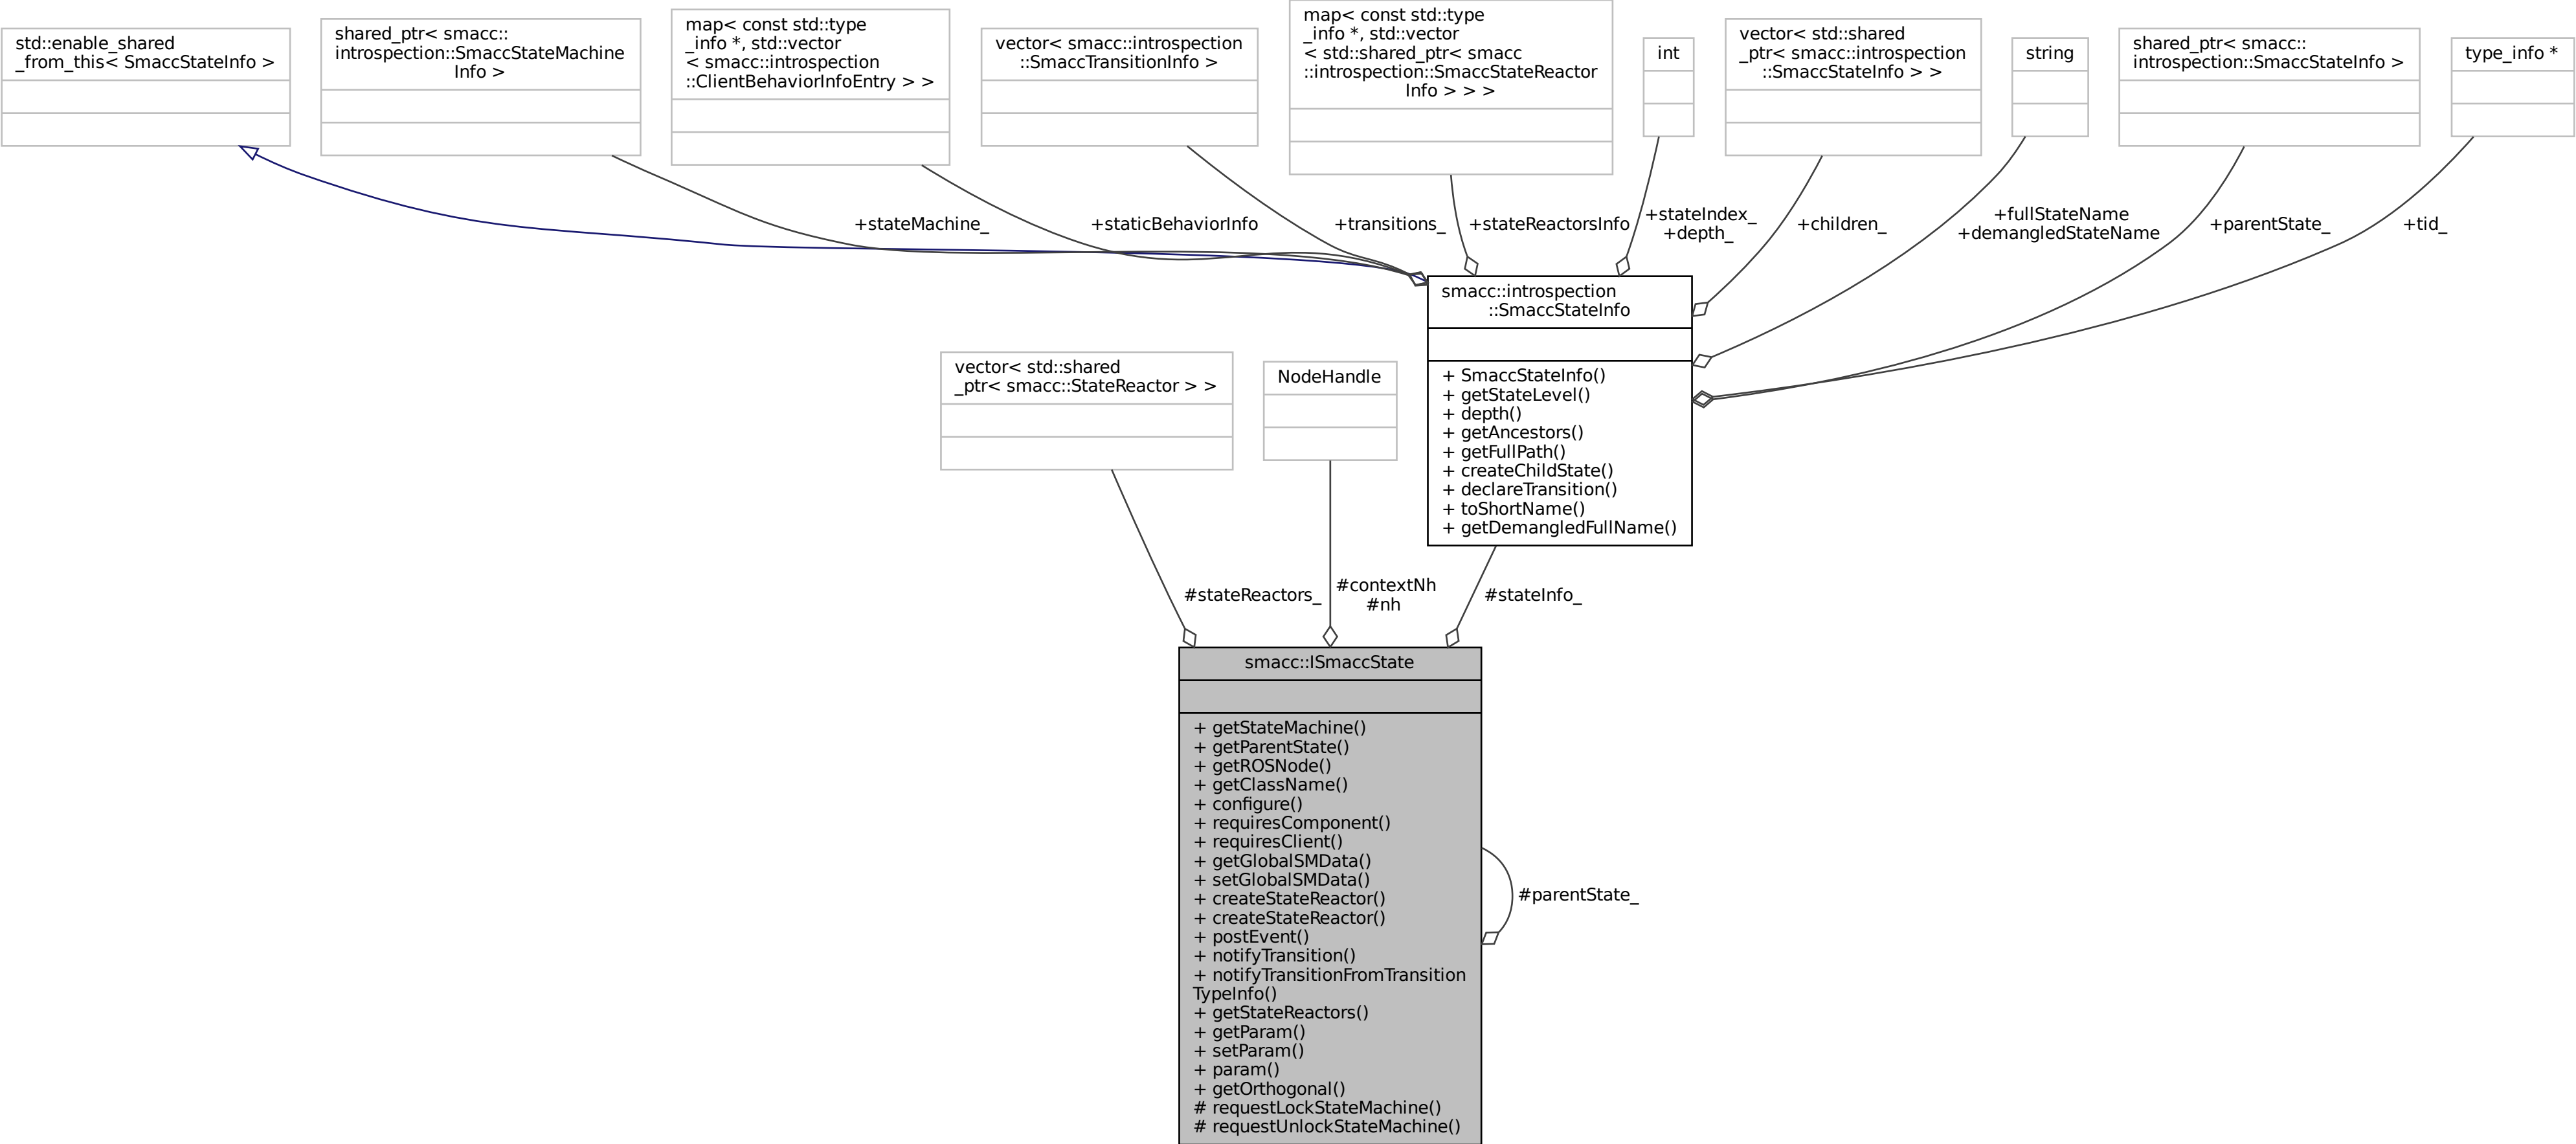 std::enable_shared
_from_this< SmaccStateInfo >
shared_ptr< smacc::
introspection::SmaccStateMachine
Info >
map< const std::type
_info *, std::vector
< smacc::introspection
::ClientBehaviorInfoEntry > >
vector< smacc::introspection
::SmaccTransitionInfo >
map< const std::type
_info *, std::vector
< std::shared_ptr< smacc
::introspection::SmaccStateReactor
Info > > >
int
vector< std::shared
_ptr< smacc::introspection
::SmaccStateInfo > >
string
shared_ptr< smacc::
introspection::SmaccStateInfo >
type_info *
+stateMachine_
+staticBehaviorInfo
+transitions_
+stateReactorsInfo
+stateIndex_
+depth_
+children_
+fullStateName
+demangledStateName
+parentState_
+tid_
smacc::introspection
::SmaccStateInfo
+ SmaccStateInfo()
+ getStateLevel()
+ depth()
+ getAncestors()
+ getFullPath()
+ createChildState()
+ declareTransition()
+ toShortName()
+ getDemangledFullName()
vector< std::shared
_ptr< smacc::StateReactor > >
NodeHandle
#stateReactors_
#contextNh
#nh
#stateInfo_
smacc::ISmaccState
+ getStateMachine()
+ getParentState()
+ getROSNode()
+ getClassName()
+ configure()
+ requiresComponent()
+ requiresClient()
+ getGlobalSMData()
+ setGlobalSMData()
+ createStateReactor()
+ createStateReactor()
+ postEvent()
+ notifyTransition()
+ notifyTransitionFromTransition
TypeInfo()
+ getStateReactors()
+ getParam()
+ setParam()
+ param()
+ getOrthogonal()
# requestLockStateMachine()
# requestUnlockStateMachine()
#parentState_